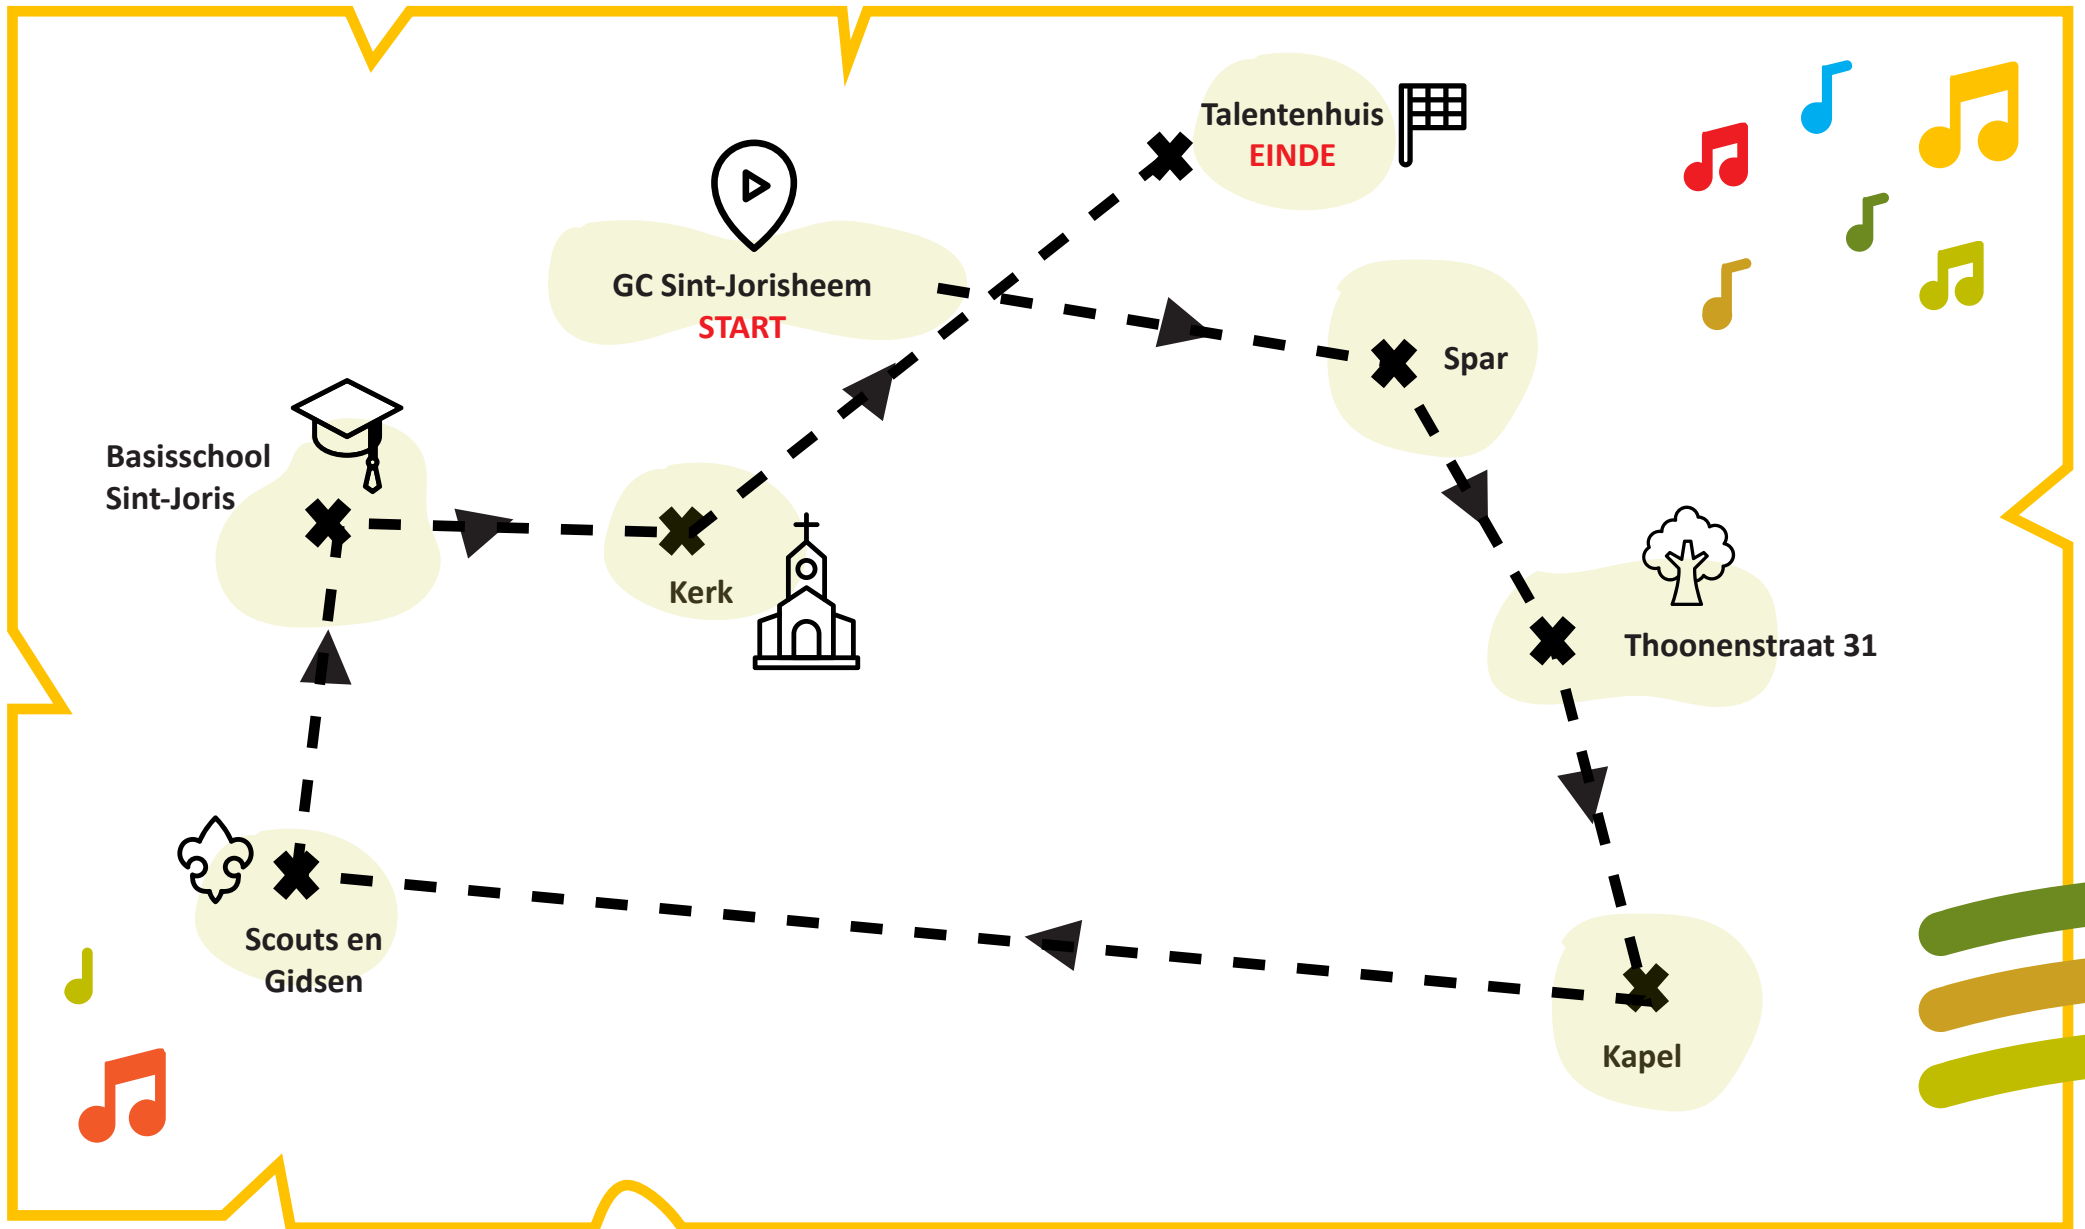 Talentenhuis
EINDE
GC Sint-Jorisheem
START
Spar
Basisschool
Sint-Joris
Kerk
Thoonenstraat 31
Scouts en
Gidsen
Kapel